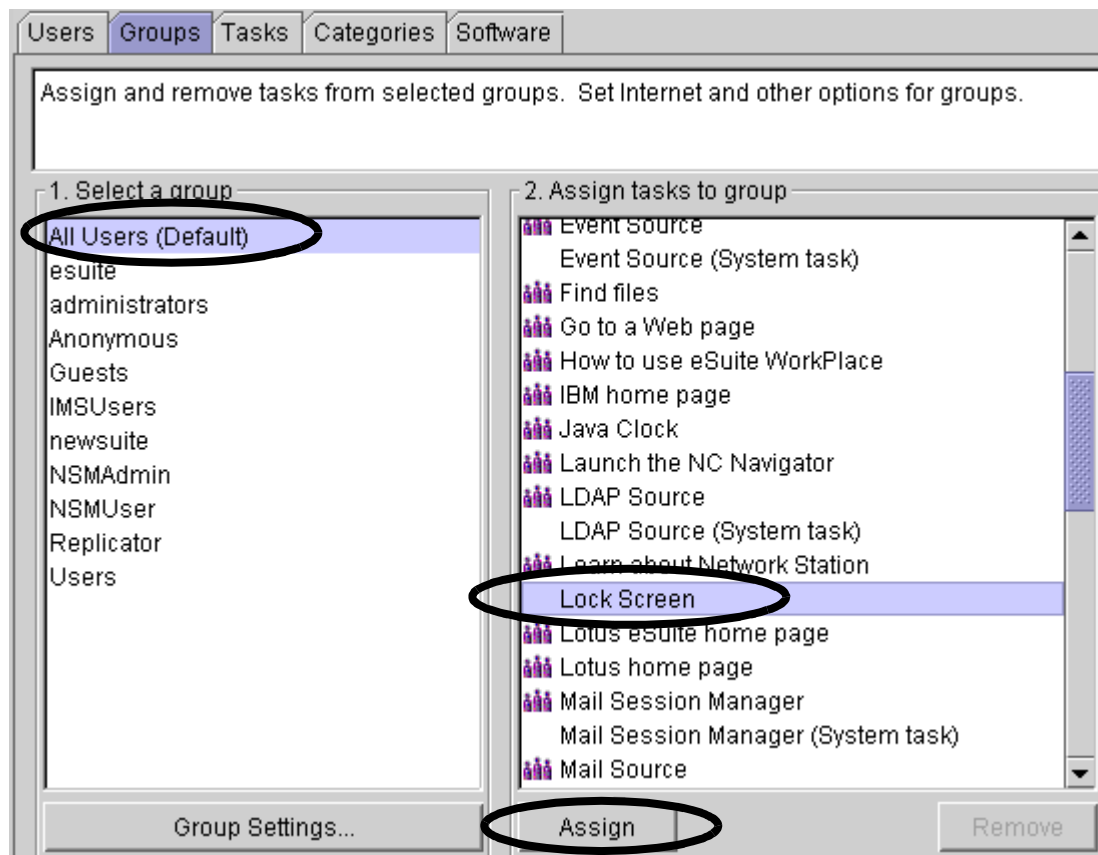 Users Groups Tasks Categories Software
Assign and remove tasks from selected groups. Set Internet and other options for groups.
1. Select a group
All Users (Default)
esuite
administrators
Anonymous
Guests
IMSUsers
newsuite
NSMAdmin
NSMUser
Replicator
Users
Group Settings...
2. Assign tasks to group
Event Source
Event Source (System task)
Find files
Go to a Web page
How to use eSuite WorkPlace
IBM home page
Java Clock
Launch the NC Navigator
LDAP Source
LDAP Source (System task)
Learn about Network Station
Lock Screen
Lotus eSuite home page
Lotus home page
Mail Session Manager
Mail Session Manager (System task)
Mail Source
Assign Remove